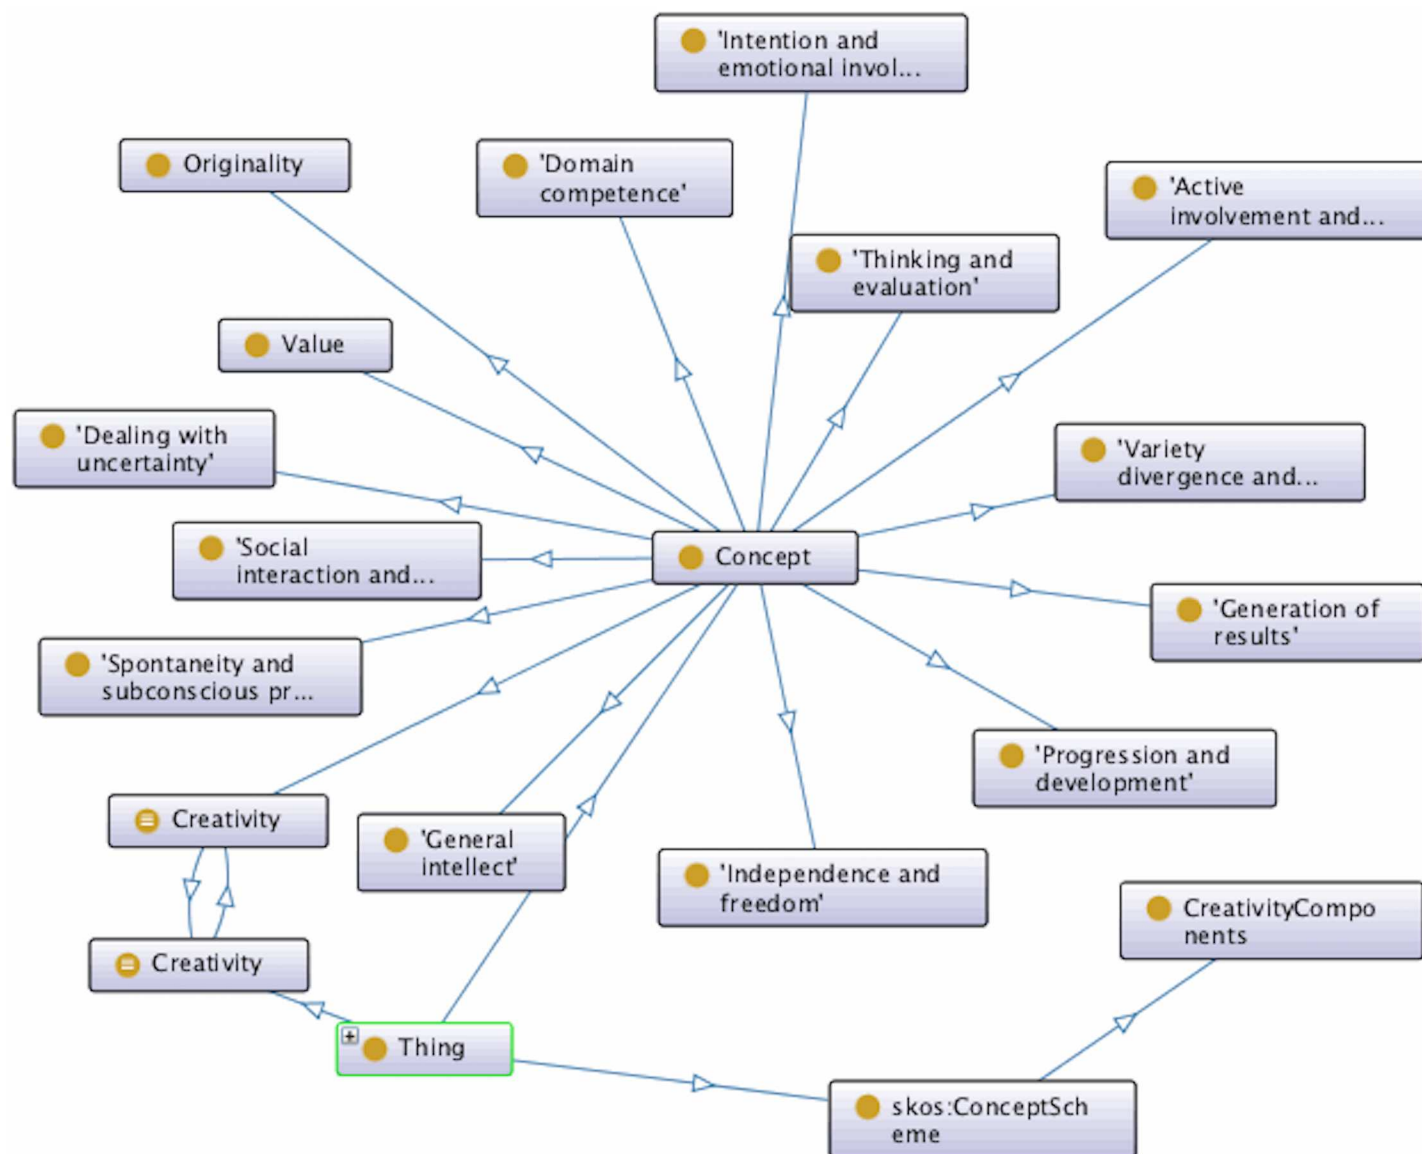 'Intention and
emotional invol...
Originality
'Domain
competence'
'Active
involvement and...
'Thinking and
evaluation'
Value
'Dealing with
uncertainty'
'Variety
divergence and...
'Social
interaction and...
Concept
'Generation of
results'
'Spontaneity and
subconscious pr...
'Progression and
development'
Creativity
'General
intellect'
'Independence and
freedom'
CreativityCompo
nents
Creativity
Thing
skos:ConceptSch
eme